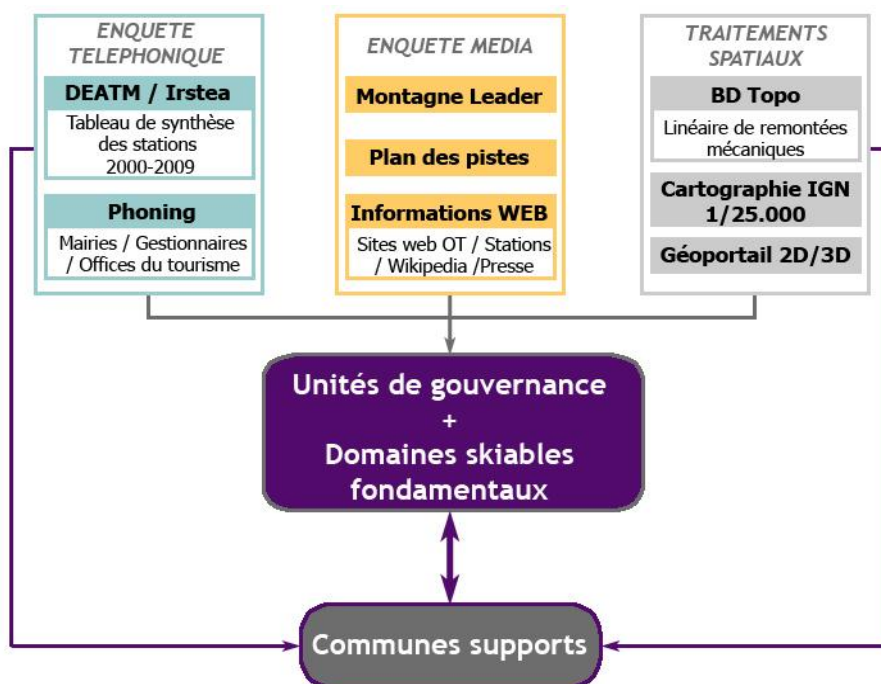 ENQUETE
TELEPHONIQUE
DEATM / Irstea
Tableau de synthèse
des stations
2000-2009
Phoning
Mairies / Gestionnaires
/ Offices du tourisme
ENQUETE MEDIA
Montagne Leader
Plan des pistes
Informations WEB
Sites web OT / Stations
/ Wikipedia /Presse
TRAITEMENTS
SPATIAUX
BD Topo
Linéaire de remontées
mécaniques
Cartographie IGN
1/25.000
Géoportail 2D/3D
Unités de gouvernance
+
Domaines skiables
fondamentaux
Communes supports